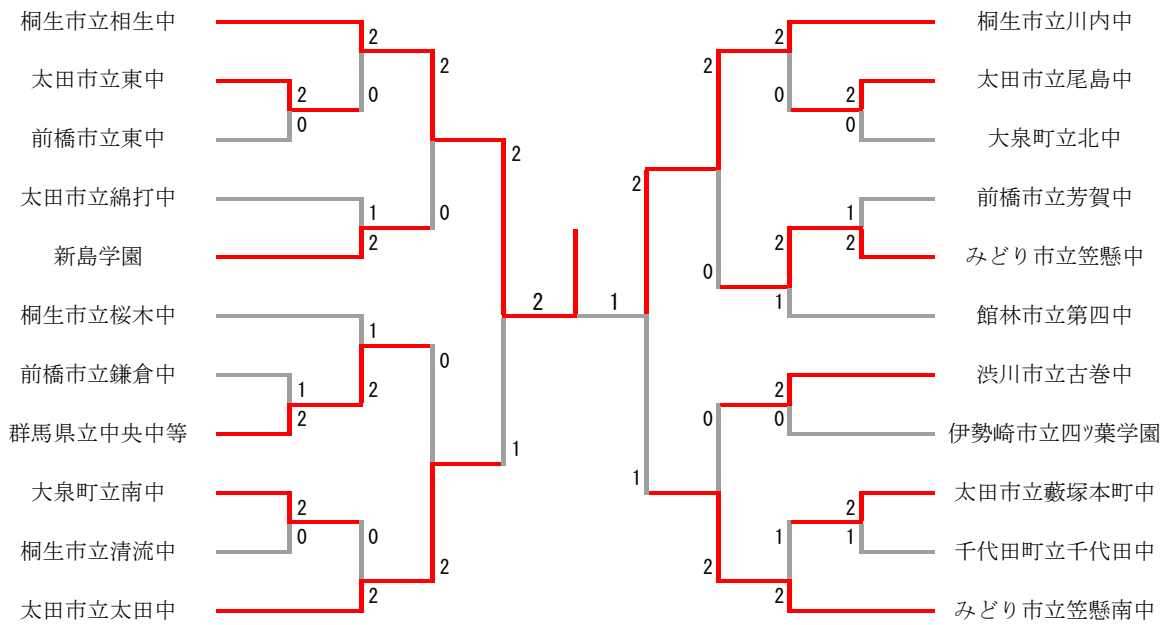 桐生市立相生中
太田市立東中
前橋市立東中
太田市立綿打中
新島学園
桐生市立桜木中
前橋市立鎌倉中
群馬県立中央中等
大泉町立南中
桐生市立清流中
太田市立太田中
2
0
2
0
1
2
1
2
1
2
2
0
0
2
2
0
0
2
2
1
2
1
2
1
2
0
0
2
2
0
2
1
2
0
1
2
2
0
1
2
2
1
桐生市立川内中
太田市立尾島中
大泉町立北中
前橋市立芳賀中
みどり市立笠懸中
館林市立第四中
渋川市立古巻中
伊勢崎市立四ツ葉学園
太田市立藪塚本町中
千代田町立千代田中
みどり市立笠懸南中